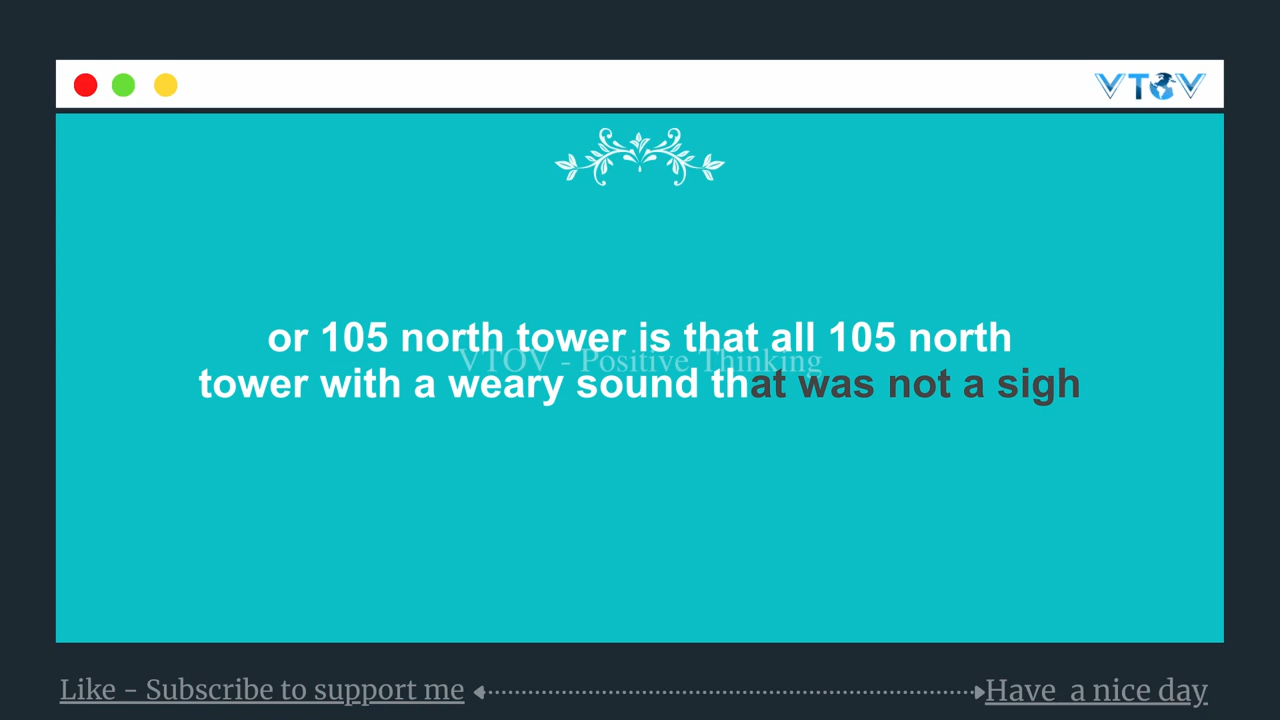 VTOV
or 105 north tower is that all 105 north
VTOV - Positive Thinking
tower with a weary sound that was not a sigh
Like - Subscribe to support me
Have a nice day